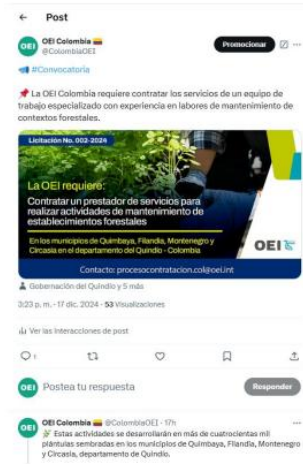 Post
OEI Colombia
@ColombiaOEI
Promocionar
#Convocatoria
La OEI Colombia requiere contratar los servicios de un equipo de
trabajo especializado con experiencia en labores de mantenimiento de
contextos forestales.
Licitación No. 002-2024
La OEI requiere:
Contratar un prestador de servicios para
realizar actividades de mantenimiento de
establecimientos forestales
En los municipios de Quimbaya, Filandia, Montenegro y
Circasia en el departamento del Quindío - Colombia
OEI
Contacto: procesocontratacion.col@oei.int
Gobernación del Quindío y 5 más
3:23 p. m. · 17 dic. 2024 · 53 Visualizaciones
Ver las interacciones de post
1
OEI
Postea tu respuesta
Responder
OEI
OEI Colombia @ColombiaOEI · 17h
Estas actividades se desarrollarán en más de cuatrocientas mil
plántulas sembradas en los municipios de Quimbaya, Filandia, Montenegro
y Circasia, departamento de Quindío.